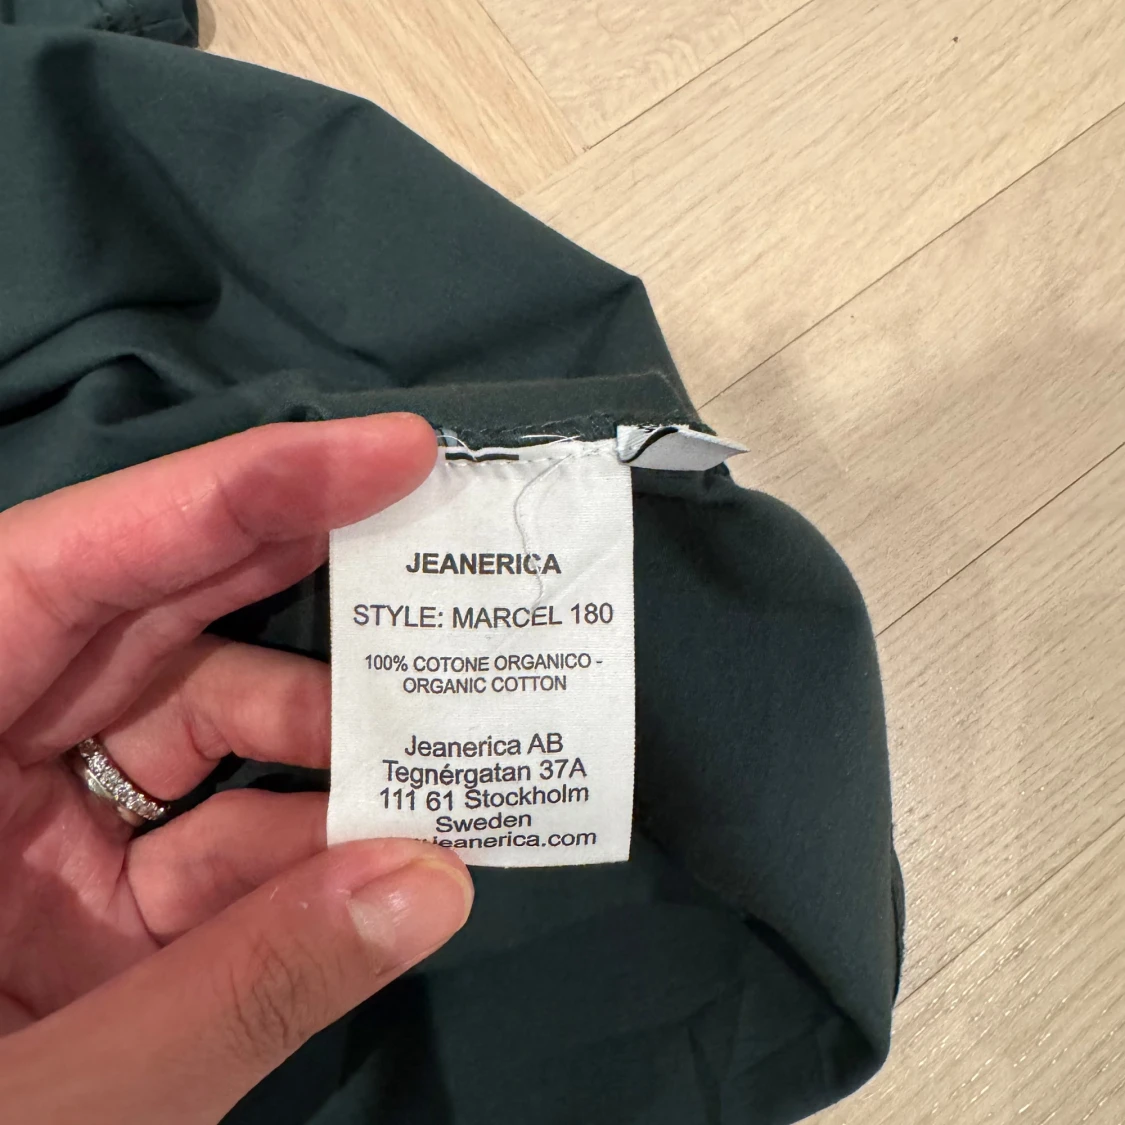 JEANERICA
STYLE: MARCEL 180
100% COTONE ORGANICO -
ORGANIC COTTON
Jeanerica AB
Tegnérgatan 37A
111 61 Stockholm
Sweden
jeanerica.com